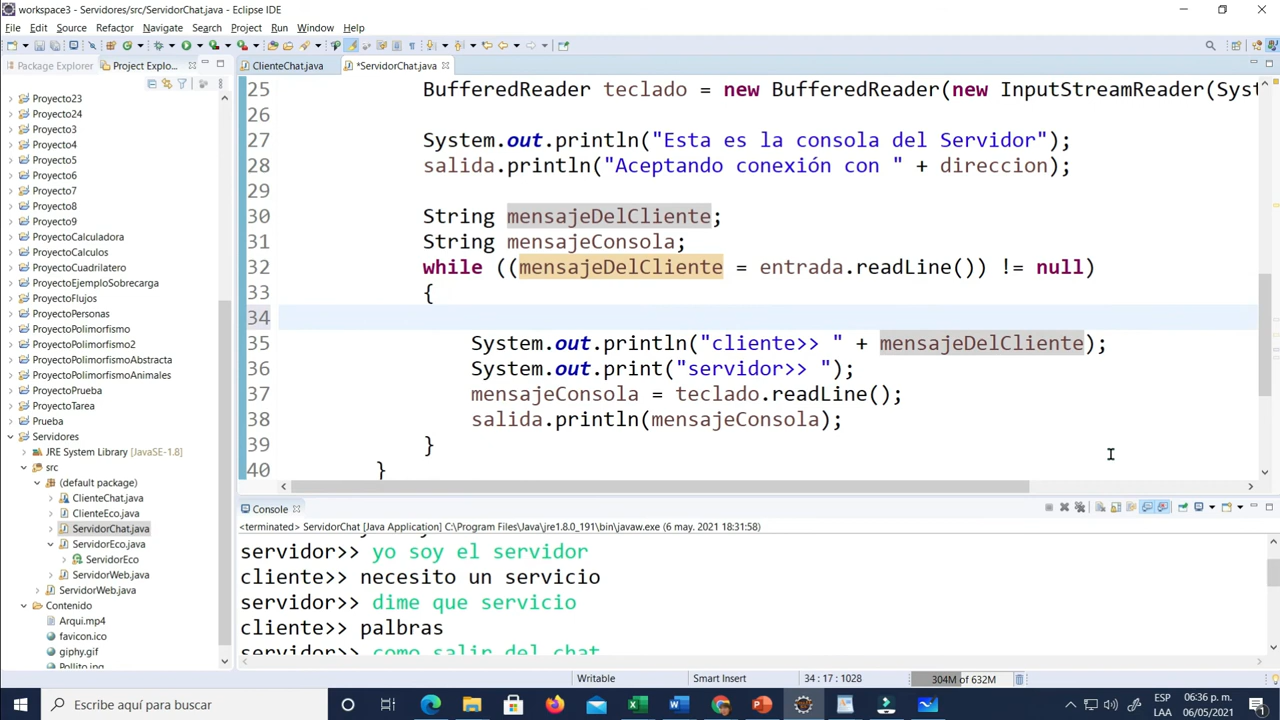 workspace3 - Servidores/src/ServidorChat.java - Eclipse IDE
File Edit Source Refactor Navigate Search Project Run Window Help
Package Explorer Project Explo... ClienteChat.java *ServidorChat.java
Proyecto23
Proyecto24
Proyecto3
Proyecto4
Proyecto5
Proyecto6
Proyecto7
Proyecto8
Proyecto9
ProyectoCalculadora
ProyectoCalculos
ProyectoCuadrilatero
ProyectoEjemploSobrecarga
ProyectoFlujos
ProyectoPersonas
ProyectoPolimorfismo
ProyectoPolimorfismo2
ProyectoPolimorfismoAbstracta
ProyectoPolimorfismoAnimales
ProyectoPrueba
ProyectoTarea
Prueba
Servidores
JRE System Library [JavaSE-1.8]
src
(default package)
ClienteChat.java
ClienteEco.java
ServidorChat.java
ServidorEco.java
ServidorEco
ServidorWeb.java
ServidorWeb.java
Contenido
Arqui.mp4
favicon.ico
giphy.gif
Pollito.jpg
25 BufferedReader teclado = new BufferedReader(new InputStreamReader(Syst
26
27 System.out.println("Esta es la consola del Servidor");
28 salida.println("Aceptando conexión con " + direccion);
29
30 String mensajeDelCliente;
31 String mensajeConsola;
32 while ((mensajeDelCliente = entrada.readLine()) != null)
33 {
34
35 System.out.println("cliente>> " + mensajeDelCliente);
36 System.out.print("servidor>> ");
37 mensajeConsola = teclado.readLine();
38 salida.println(mensajeConsola);
39 }
40 }
Console
<terminated> ServidorChat [Java Application] C:\Program Files\Java\jre1.8.0_191\bin\javaw.exe (6 may. 2021 18:31:58)
servidor>> yo soy el servidor
cliente>> necesito un servicio
servidor>> dime que servicio
cliente>> palbras
servidor>> como salir del chat
Writable Smart Insert 34 : 17 : 1028 304M of 632M
Escribe aquí para buscar
ESP
LAA
06:36 p. m.
06/05/2021
1